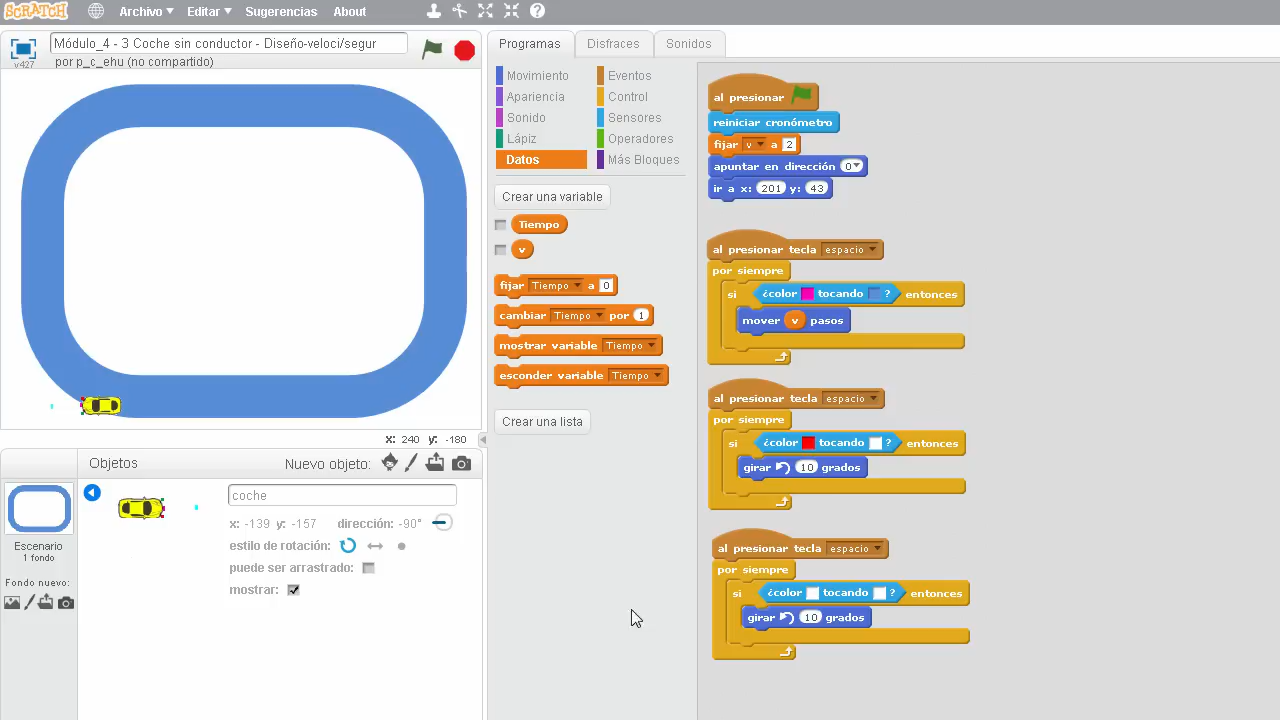 SCRATCH
Archivo
Editar
Sugerencias
About
v427
Módulo_4 - 3 Coche sin conductor - Diseño-veloci/segur
por p_c_ehu (no compartido)
x: 240 y: -180
Objetos
Nuevo objeto:
Escenario
1 fondo
Fondo nuevo:
coche
x: -139 y: -157 dirección: -90°
estilo de rotación:
puede ser arrastrado:
mostrar:
Programas
Disfraces
Sonidos
Movimiento
Eventos
Apariencia
Control
Sonido
Sensores
Lápiz
Operadores
Datos
Más Bloques
Crear una variable
Tiempo
v
fijar Tiempo a 0
cambiar Tiempo por 1
mostrar variable Tiempo
esconder variable Tiempo
Crear una lista
al presionar
reiniciar cronómetro
fijar v a 2
apuntar en dirección 0
ir a x: 201 y: 43
al presionar tecla espacio
por siempre
si ¿color tocando ? entonces
mover v pasos
al presionar tecla espacio
por siempre
si ¿color tocando ? entonces
girar 10 grados
al presionar tecla espacio
por siempre
si ¿color tocando ? entonces
girar 10 grados